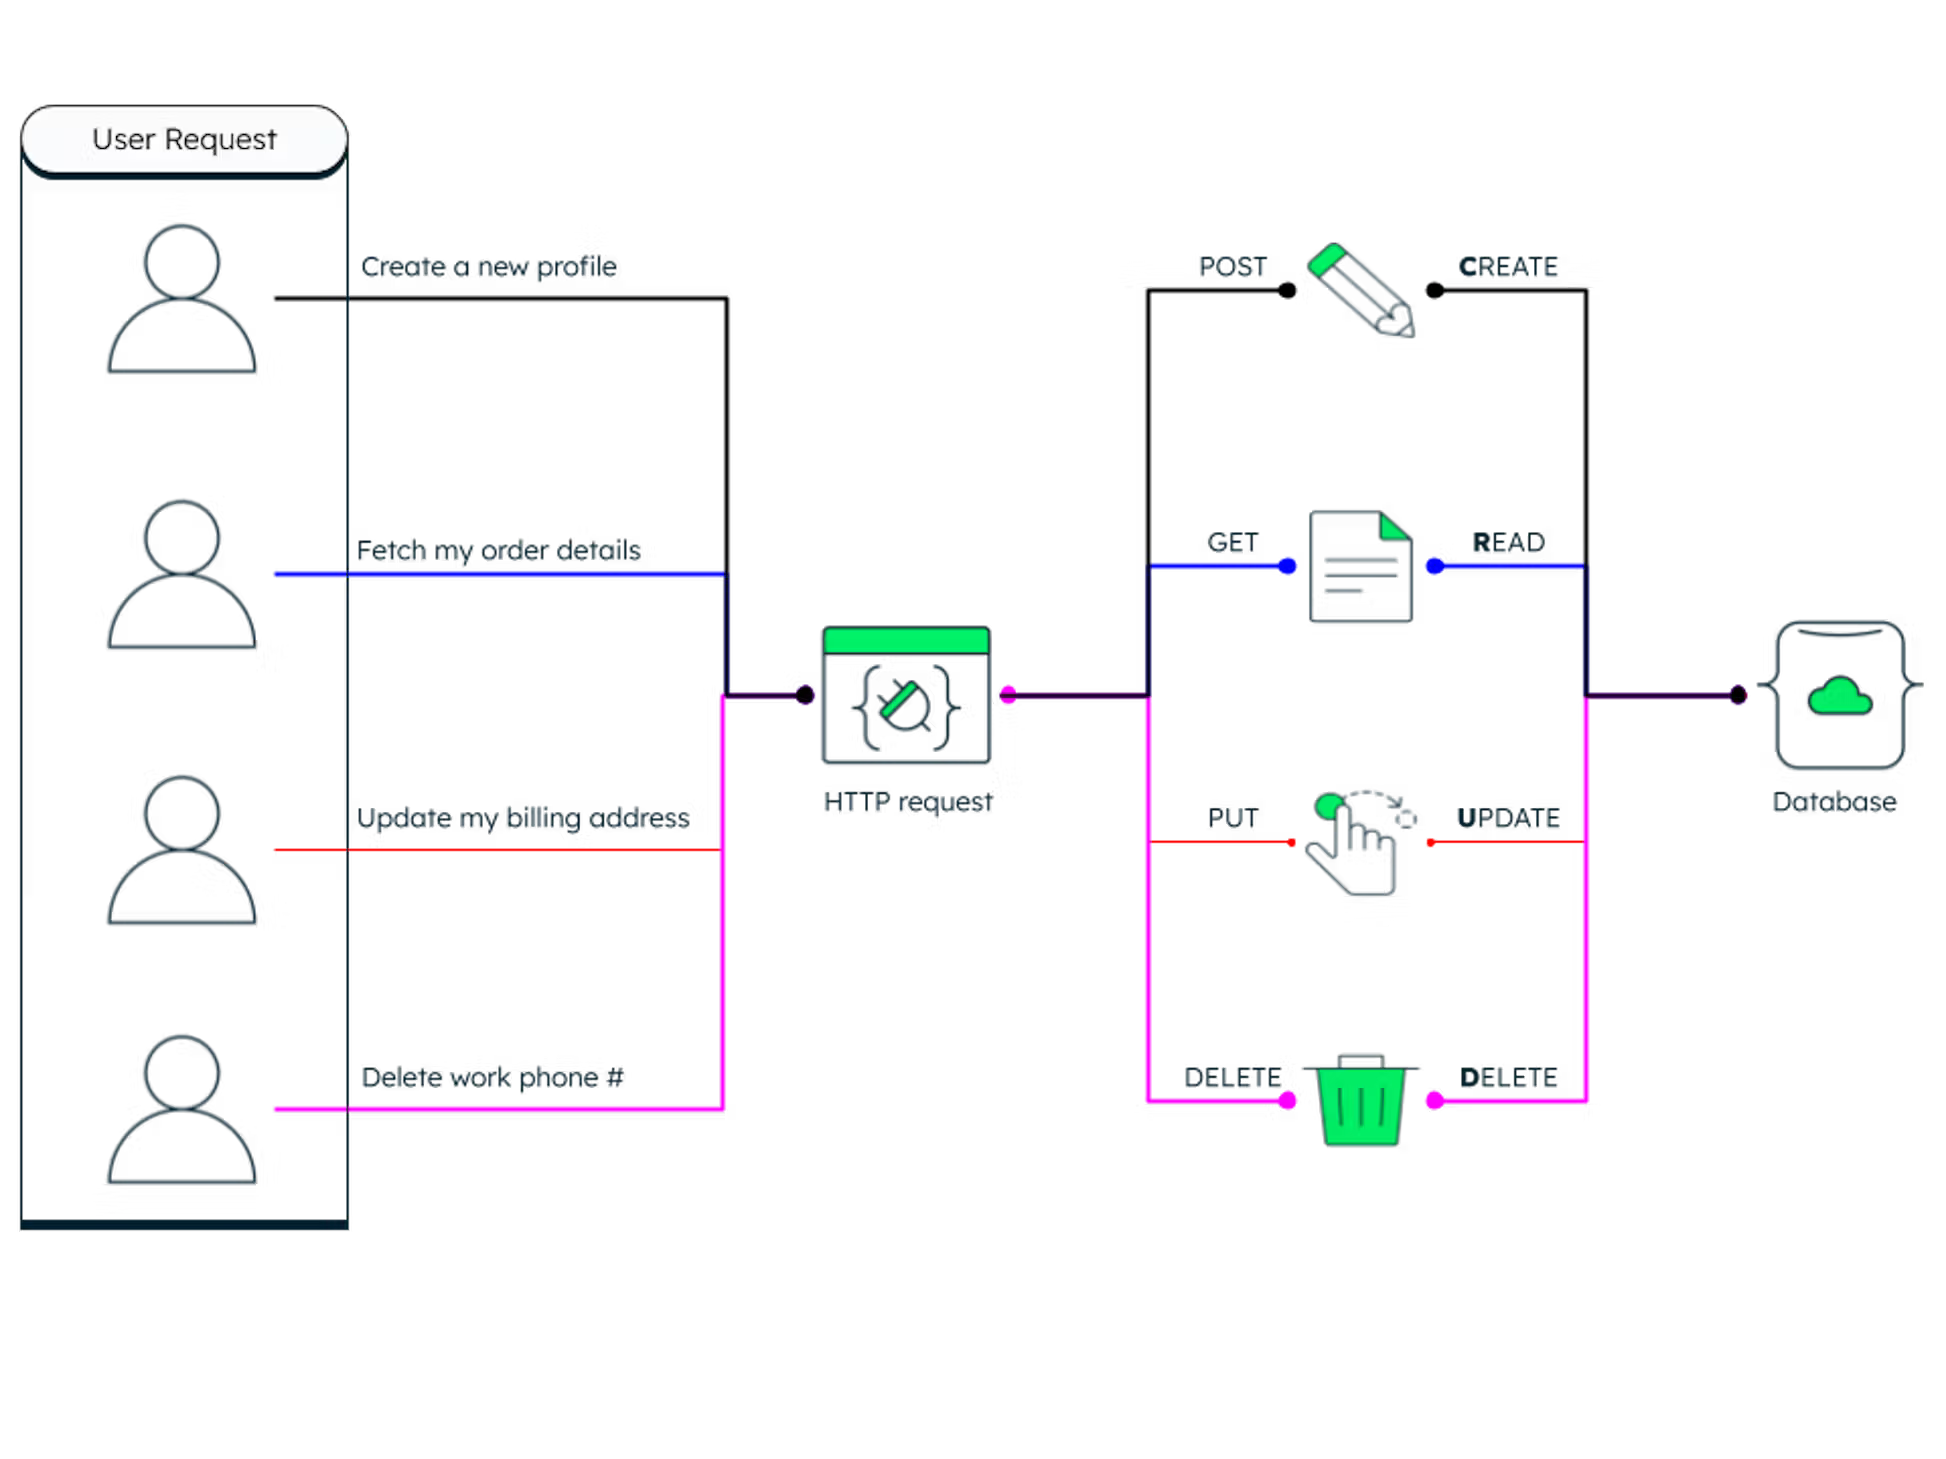 User Request
Create a new profile
Fetch my order details
Update my billing address
Delete work phone #
HTTP request
POST
CREATE
GET
READ
PUT
UPDATE
DELETE
DELETE
Database